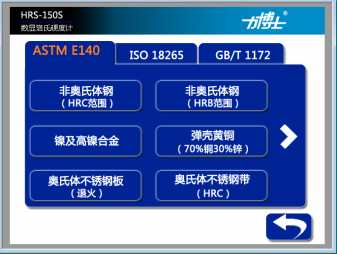 HRS-150S
数显洛氏硬度计
方博士
ASTM E140
ISO 18265
GB/T 1172
非奥氏体钢
（HRC范围）
非奥氏体钢
（HRB范围）
镍及高镍合金
弹壳黄铜
（70%铜30%锌）
奥氏体不锈钢板
（退火）
奥氏体不锈钢带
（HRC）